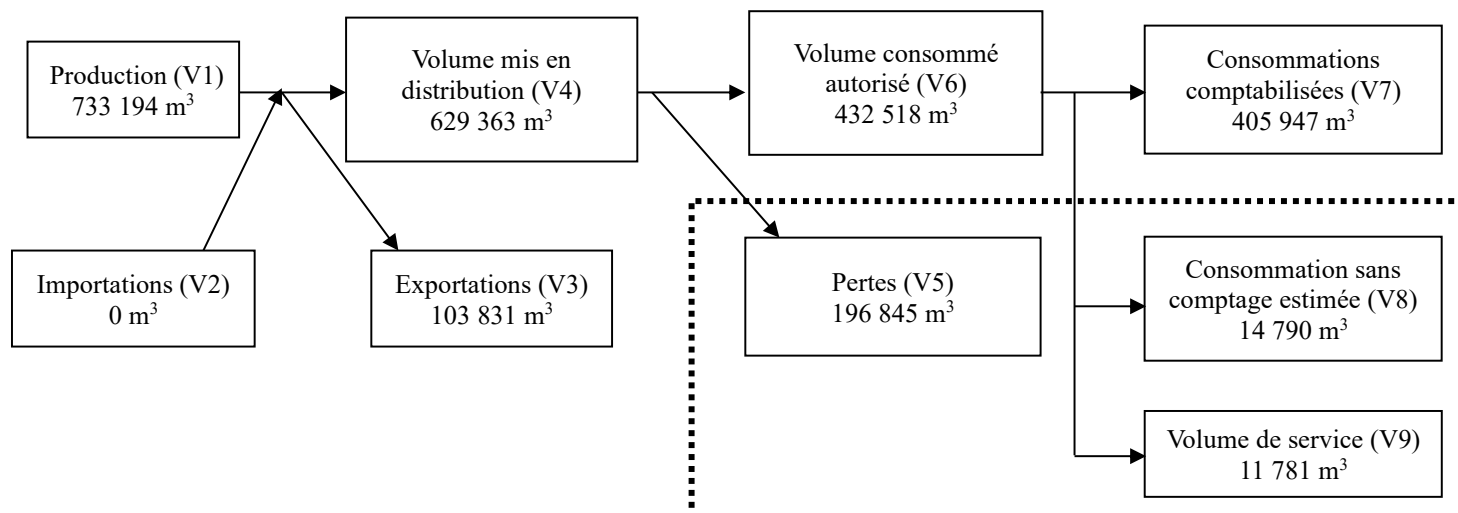 Production (V1)
733 194 m³
Volume mis en
distribution (V4)
629 363 m³
Volume consommé
autorisé (V6)
432 518 m³
Consommations
comptabilisées (V7)
405 947 m³
Importations (V2)
0 m³
Exportations (V3)
103 831 m³
Pertes (V5)
196 845 m³
Consommation sans
comptage estimée (V8)
14 790 m³
Volume de service (V9)
11 781 m³